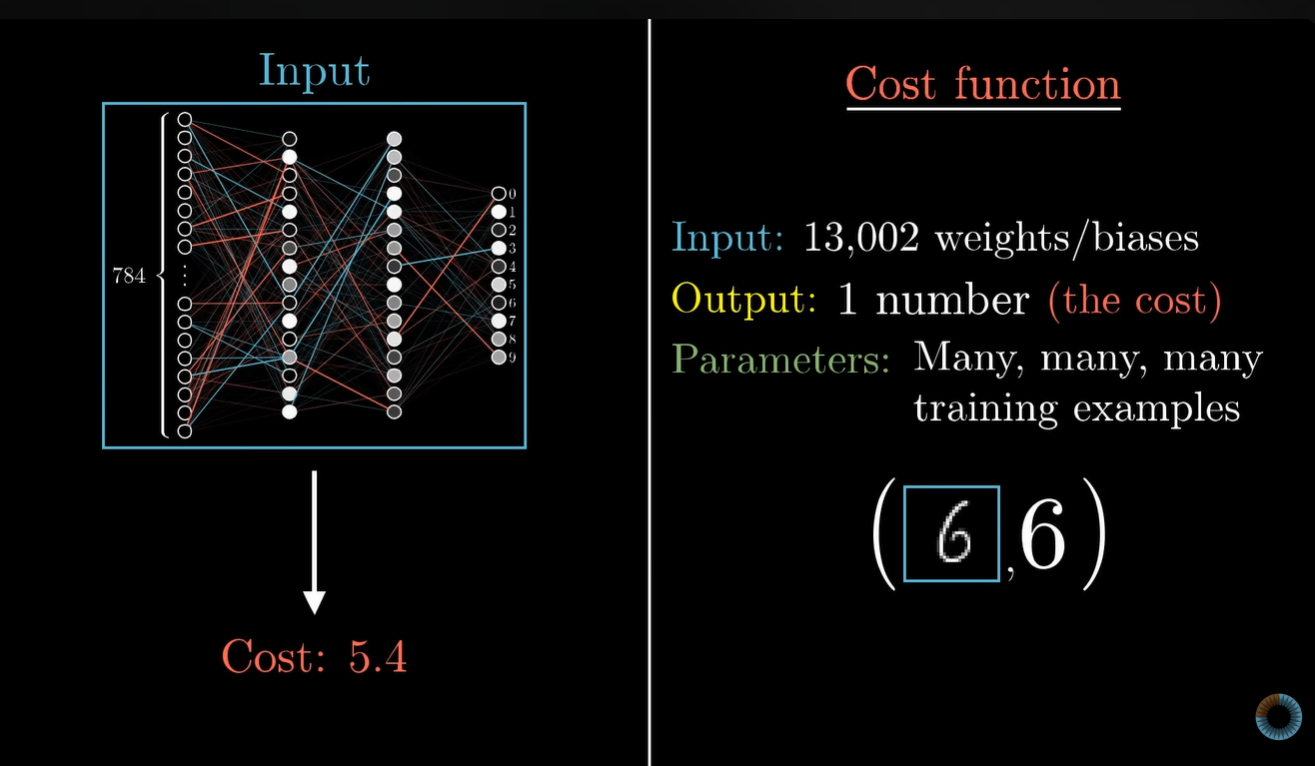 Input
784
0
1
2
3
4
5
6
7
8
9
Cost: 5.4
Cost function
Input: 13,002 weights/biases
Output: 1 number (the cost)
Parameters: Many, many, many
training examples
( 6 , 6 )